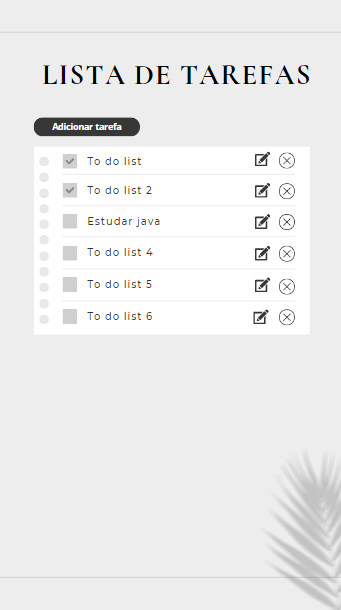 LISTA DE TAREFAS
Adicionar tarefa
To do list
To do list 2
Estudar java
To do list 4
To do list 5
To do list 6